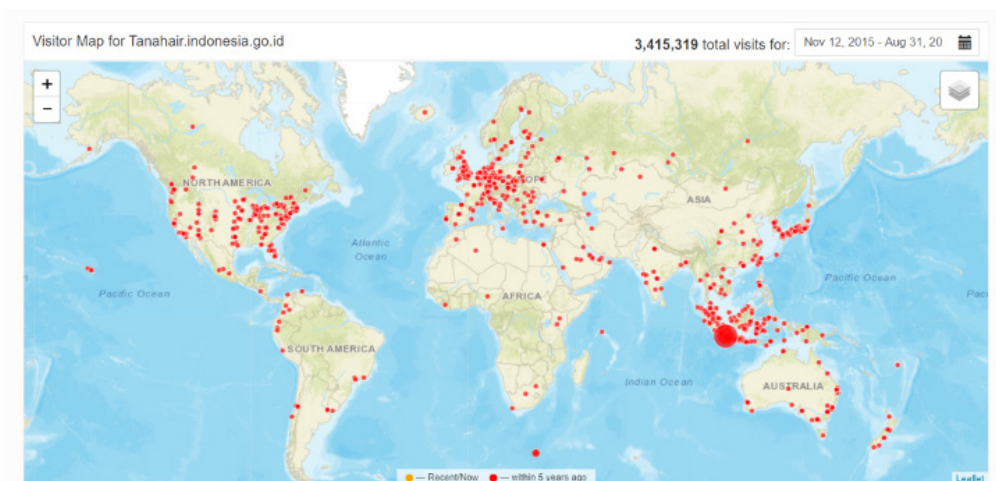 Visitor Map for Tanahair.indonesia.go.id
3,415,319 total visits for: Nov 12, 2015 - Aug 31, 20
+
−
NORTH AMERICA
EUROPE
ASIA
Atlantic
Ocean
Pacific Ocean
Pacific Ocean
Paci
AFRICA
SOUTH AMERICA
Indian Ocean
AUSTRALIA
— Recent/Now — within 5 years ago
Leaflet